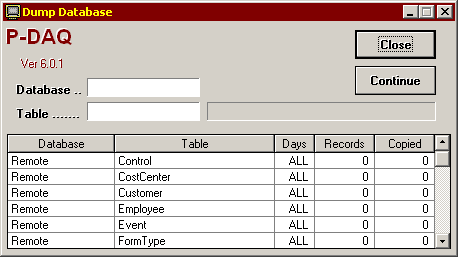 Dump Database
P-DAQ
Close
Ver 6.0.1
Continue
Database ..
Table .......
Database Table Days Records Copied
Remote Control ALL 0 0
Remote CostCenter ALL 0 0
Remote Customer ALL 0 0
Remote Employee ALL 0 0
Remote Event ALL 0 0
Remote FormType ALL 0 0